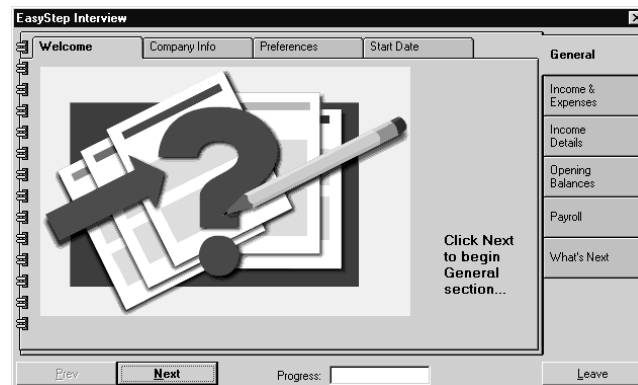 EasyStep Interview
Welcome
Company Info
Preferences
Start Date
General
Income &
Expenses
Income
Details
Opening
Balances
Payroll
What's Next
Click Next
to begin
General
section...
Prev
Next
Progress:
Leave